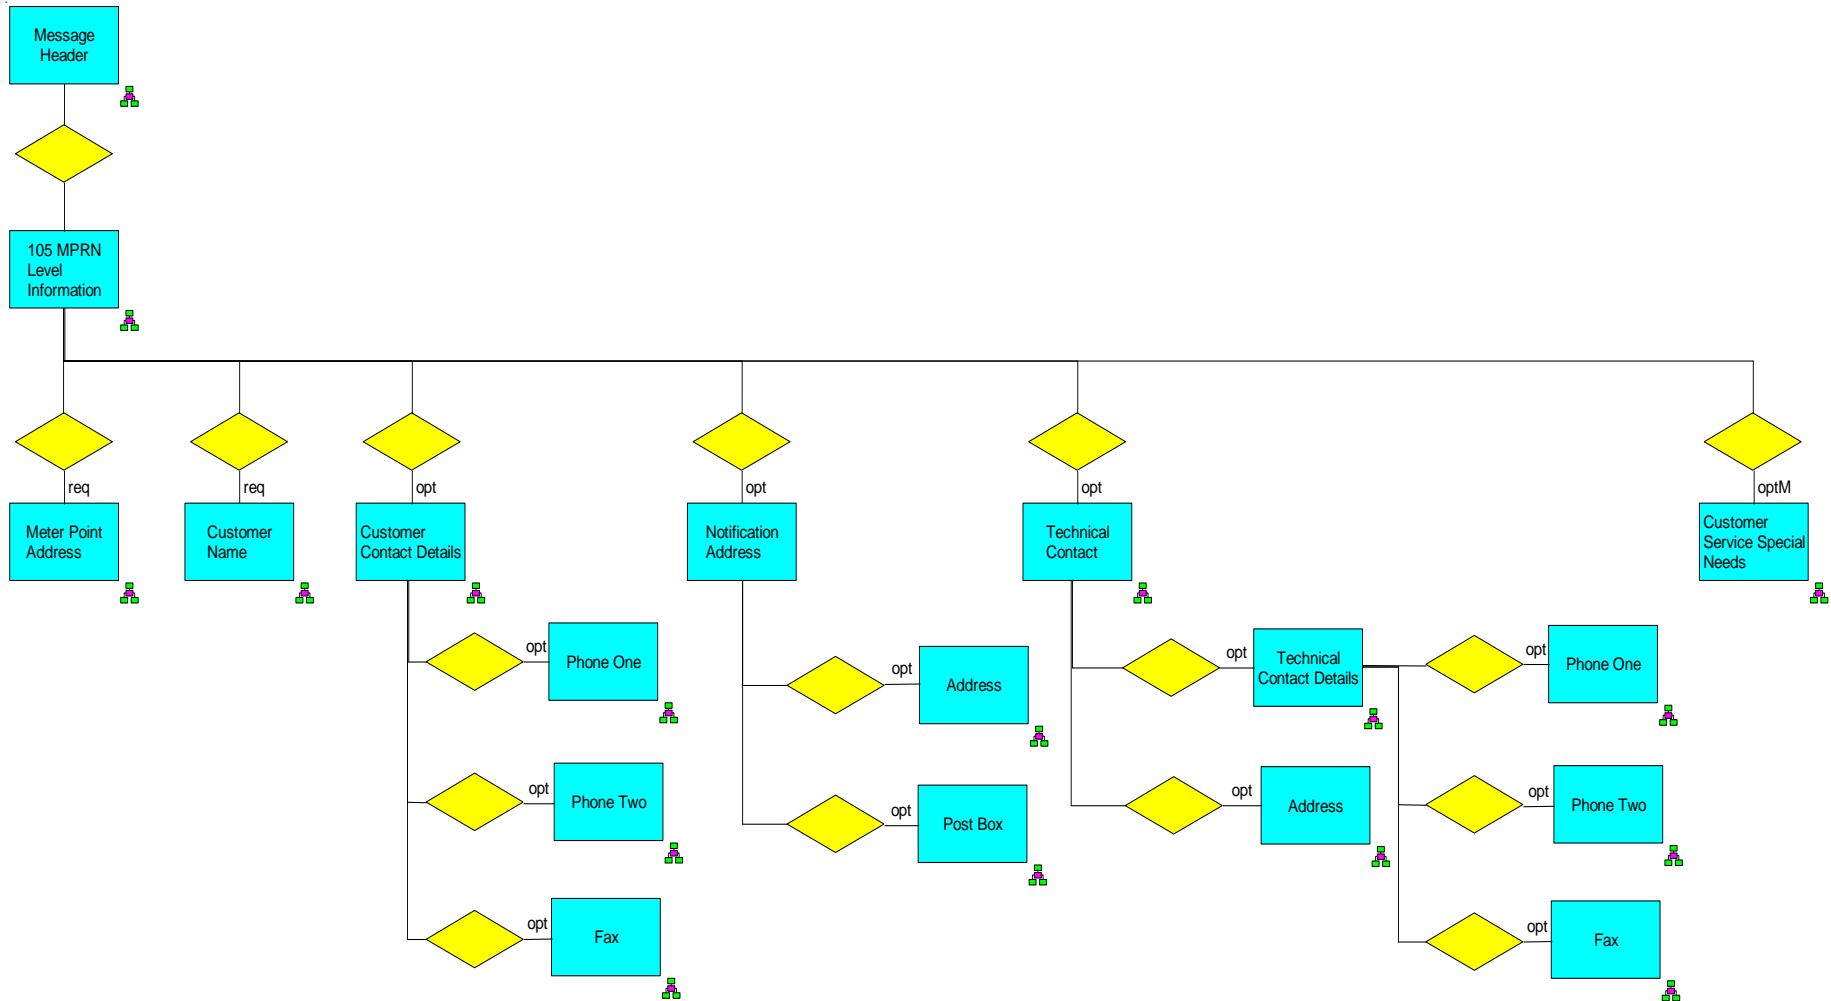 Message
Header
105 MPRN
Level
Information
req
req
opt
opt
opt
optM
Meter Point
Address
Customer
Name
Customer
Contact Details
Notification
Address
Technical
Contact
Customer
Service Special
Needs
opt
Phone One
opt
Address
opt
Technical
Contact Details
opt
Phone One
opt
Phone Two
opt
Post Box
opt
Address
opt
Phone Two
opt
Fax
opt
Fax